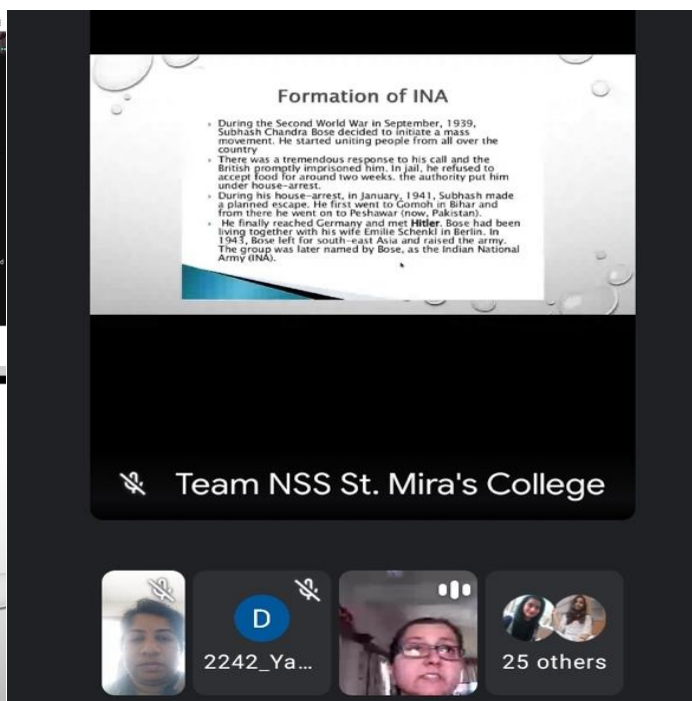 Formation of INA
During the Second World War in September, 1939,
Subhash Chandra Bose decided to initiate a mass
movement. He started uniting people from all over the
country
There was a tremendous response to his call and the
British promptly imprisoned him. In jail, he refused to
accept food for around two weeks. the authority put him
under house-arrest.
During his house-arrest, in January, 1941, Subhash made
a planned escape. He first went to Gomoh in Bihar and
from there he went on to Peshawar (now, Pakistan).
He finally reached Germany and met Hitler. Bose had been
living together with his wife Emilie Schenkl in Berlin. In
1943, Bose left for south-east Asia and raised the army.
The group was later named by Bose, as the Indian National
Army (INA).
Team NSS St. Mira's College
D
2242_Ya...
25 others